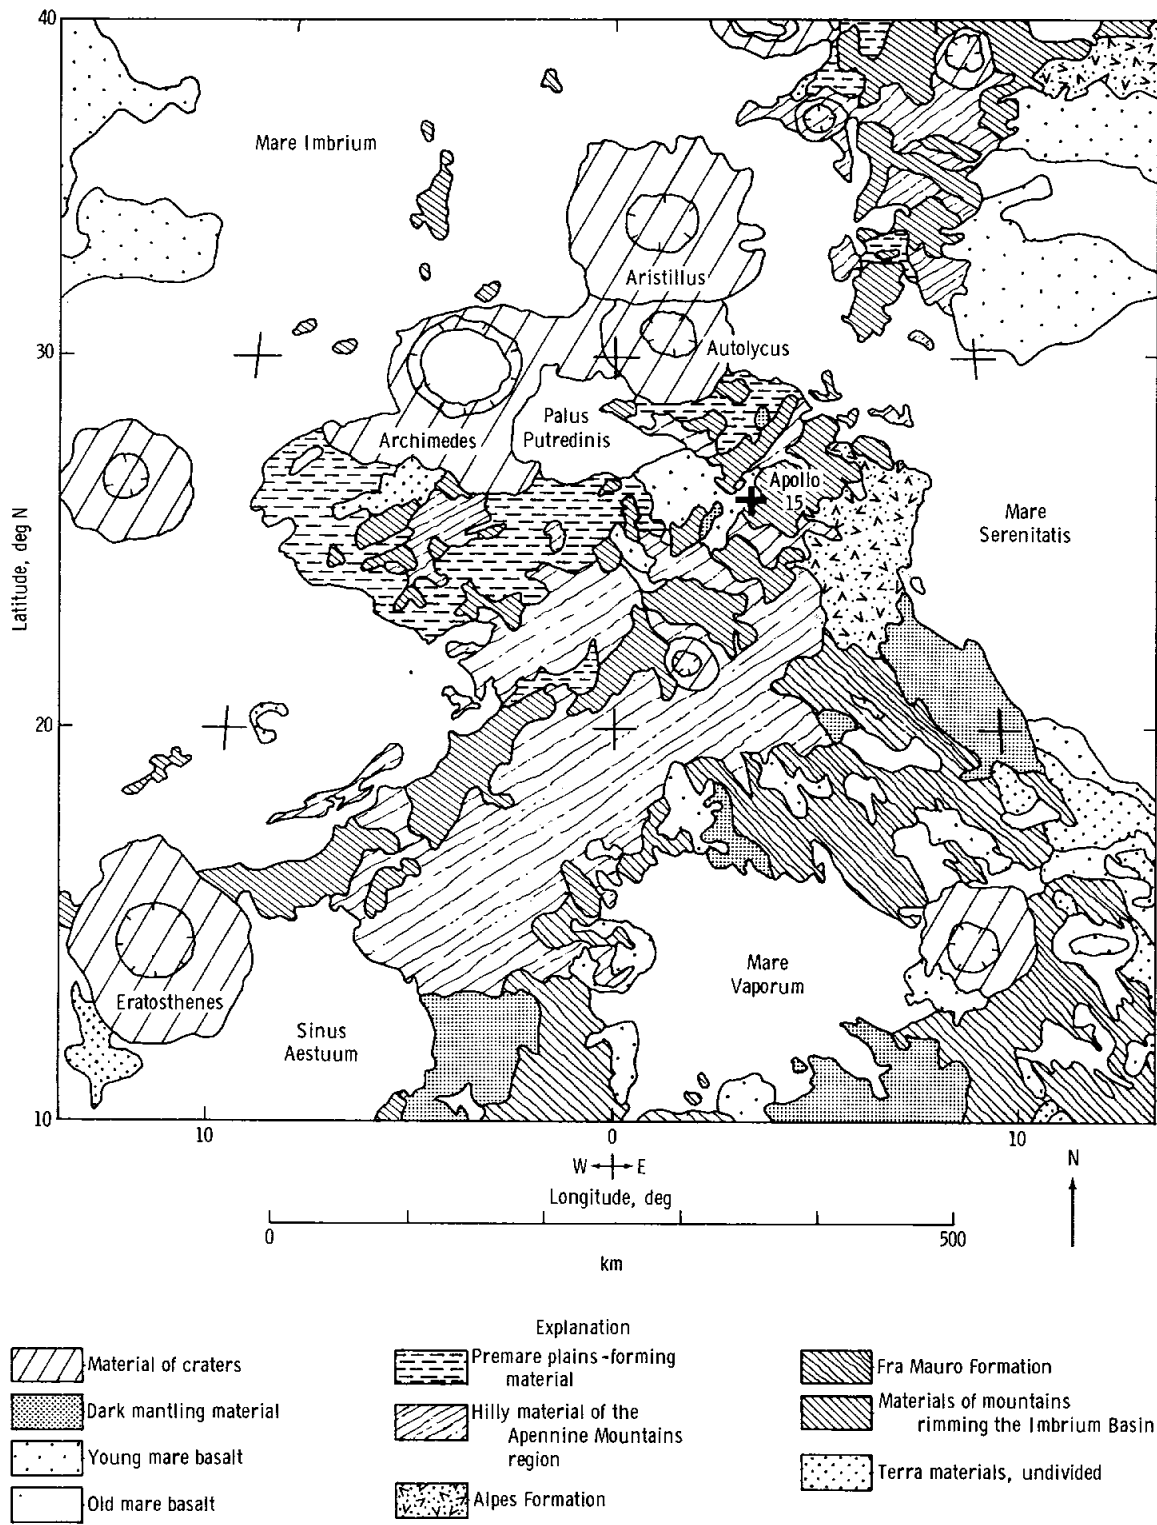 40
Mare Imbrium
Aristillus
30
Autolycus
Palus
Putredinis
Archimedes
Apollo
15
Mare
Serenitatis
Latitude, deg N
20
Mare
Vaporum
Eratosthenes
Sinus
Aestuum
10
10
0
10
W E
N
Longitude, deg
0
500
km
Explanation
Material of craters
Dark mantling material
Young mare basalt
Old mare basalt
Premare plains-forming
material
Hilly material of the
Apennine Mountains
region
Alpes Formation
Fra Mauro Formation
Materials of mountains
rimming the Imbrium Basin
Terra materials, undivided